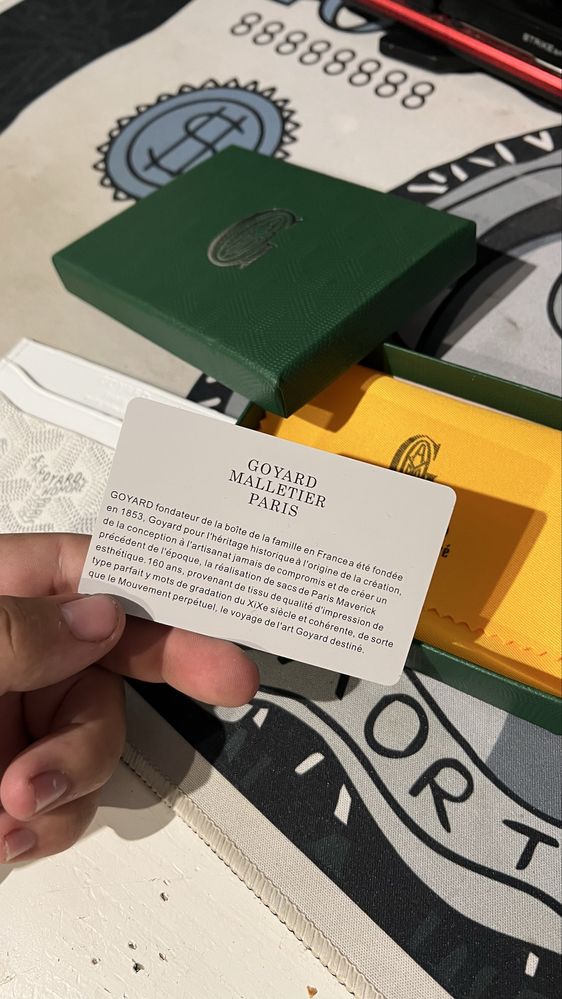 88888888
STRIKE
GOYARD
GOYARD
MALLETIER
PARIS
GOYARD fondateur de la boîte de la famille en Francea été fondée
en 1853, Goyard pour l'héritage historique à l'origine de la création,
de la conception à l'artisanat jamais de compromis et de créer un
précédent de l'époque, la réalisation de sacs de Paris Maverick
esthétique.160 ans, provenant de tissu de qualité d'impression de
type parfait y mots de gradation du XiXe siècle et cohérente, de sorte
que le Mouvement perpétuel, le voyage de l'art Goyard destiné.
é
ORT